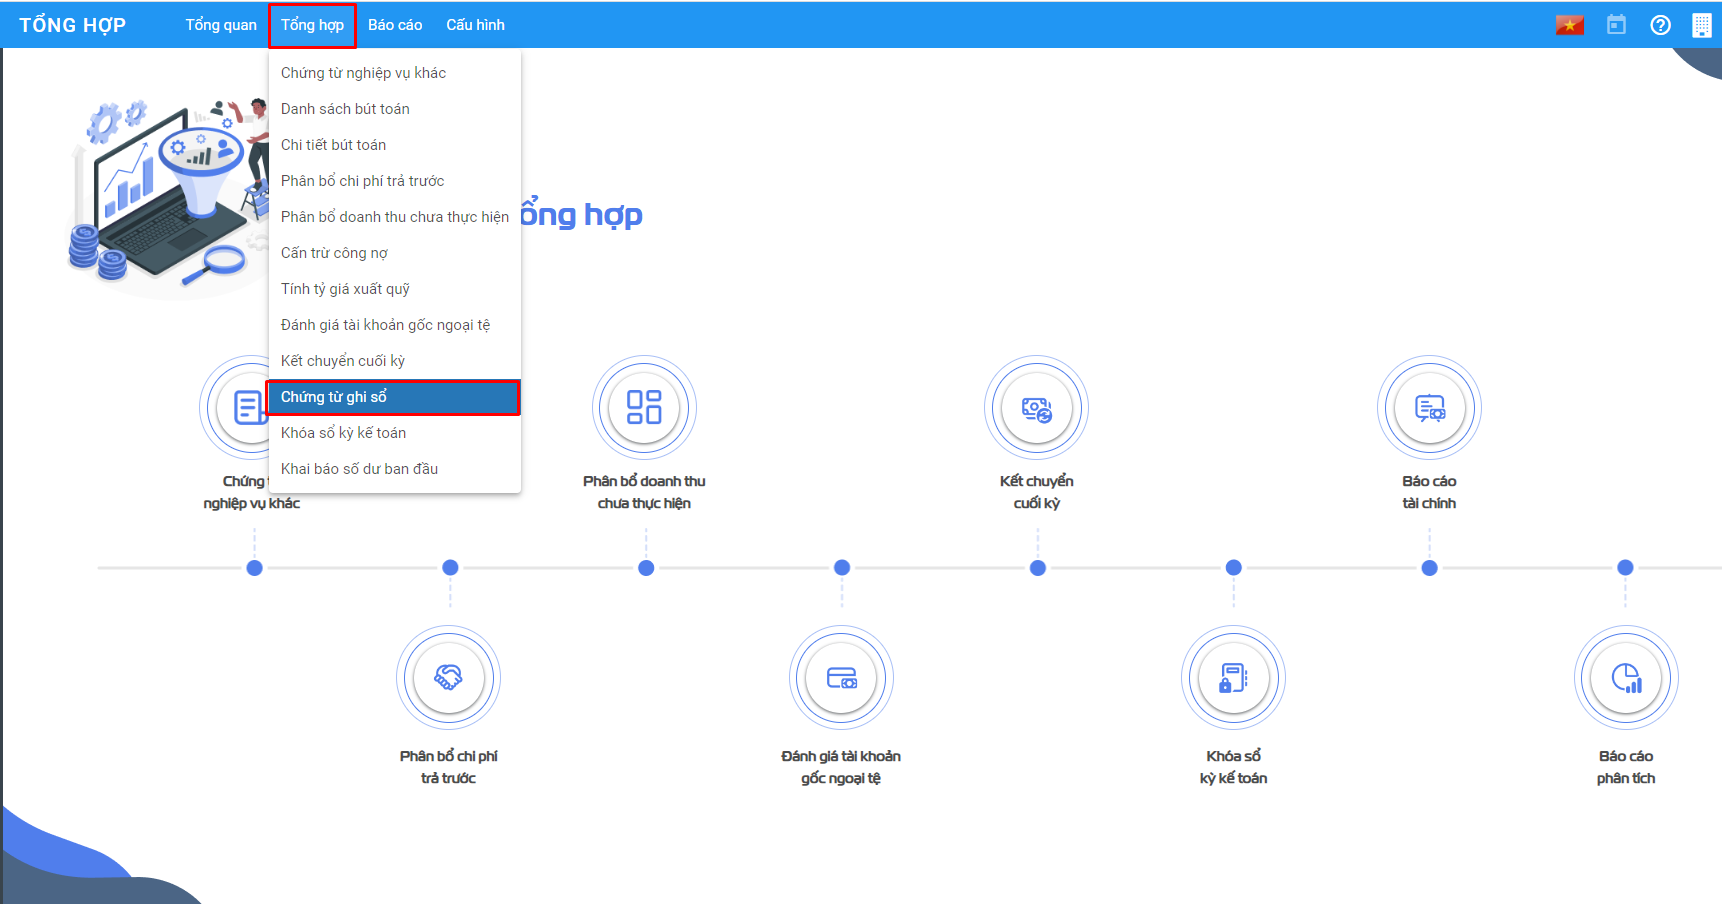 TỔNG HỢP
Tổng quan
Tổng hợp
Báo cáo
Cấu hình
Chứng từ nghiệp vụ khác
Danh sách bút toán
Chi tiết bút toán
Phân bổ chi phí trả trước
Phân bổ doanh thu chưa thực hiện
Cấn trừ công nợ
Tính tỷ giá xuất quỹ
Đánh giá tài khoản gốc ngoại tệ
Kết chuyển cuối kỳ
Chứng từ ghi sổ
Khóa sổ kỳ kế toán
Khai báo số dư ban đầu
ổng hợp
Chứng t
nghiệp vụ khác
Phân bổ doanh thu
chưa thực hiện
Kết chuyển
cuối kỳ
Báo cáo
tài chính
Phân bổ chi phí
trả trước
Đánh giá tài khoản
gốc ngoại tệ
Khóa sổ
kỳ kế toán
Báo cáo
phân tích